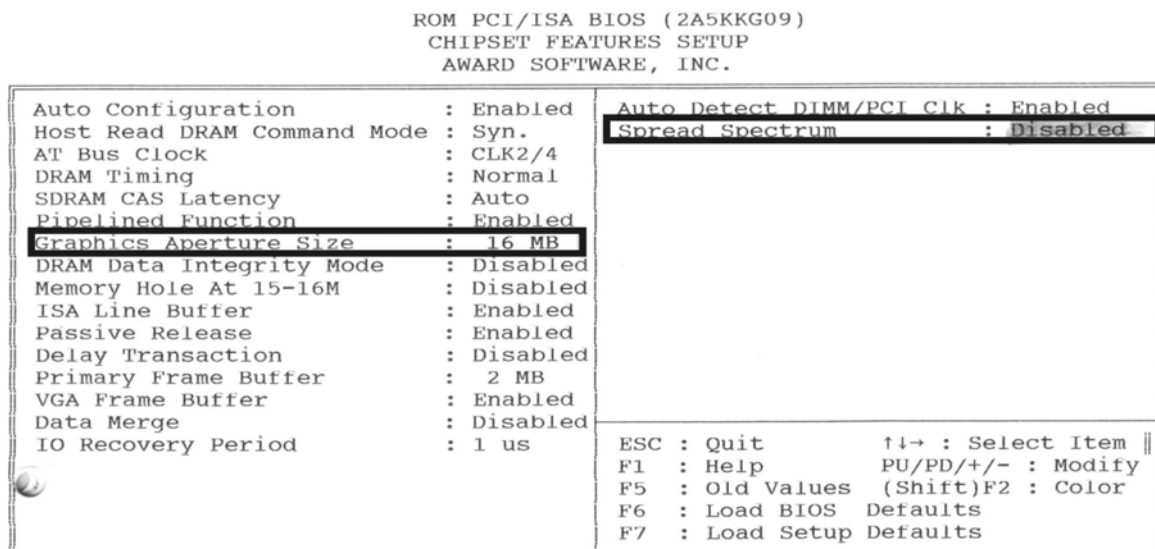 ROM PCI/ISA BIOS (2A5KKG09)
CHIPSET FEATURES SETUP
AWARD SOFTWARE, INC.
Auto Configuration : Enabled
Host Read DRAM Command Mode : Syn.
AT Bus Clock : CLK2/4
DRAM Timing : Normal
SDRAM CAS Latency : Auto
Pipelined Function : Enabled
Graphics Aperture Size : 16 MB
DRAM Data Integrity Mode : Disabled
Memory Hole At 15-16M : Disabled
ISA Line Buffer : Enabled
Passive Release : Enabled
Delay Transaction : Disabled
Primary Frame Buffer : 2 MB
VGA Frame Buffer : Enabled
Data Merge : Disabled
IO Recovery Period : 1 us
Auto Detect DIMM/PCI Clk : Enabled
Spread Spectrum : Disabled
ESC : Quit ↑↓→ : Select Item
F1 : Help PU/PD/+/- : Modify
F5 : Old Values (Shift)F2 : Color
F6 : Load BIOS Defaults
F7 : Load Setup Defaults